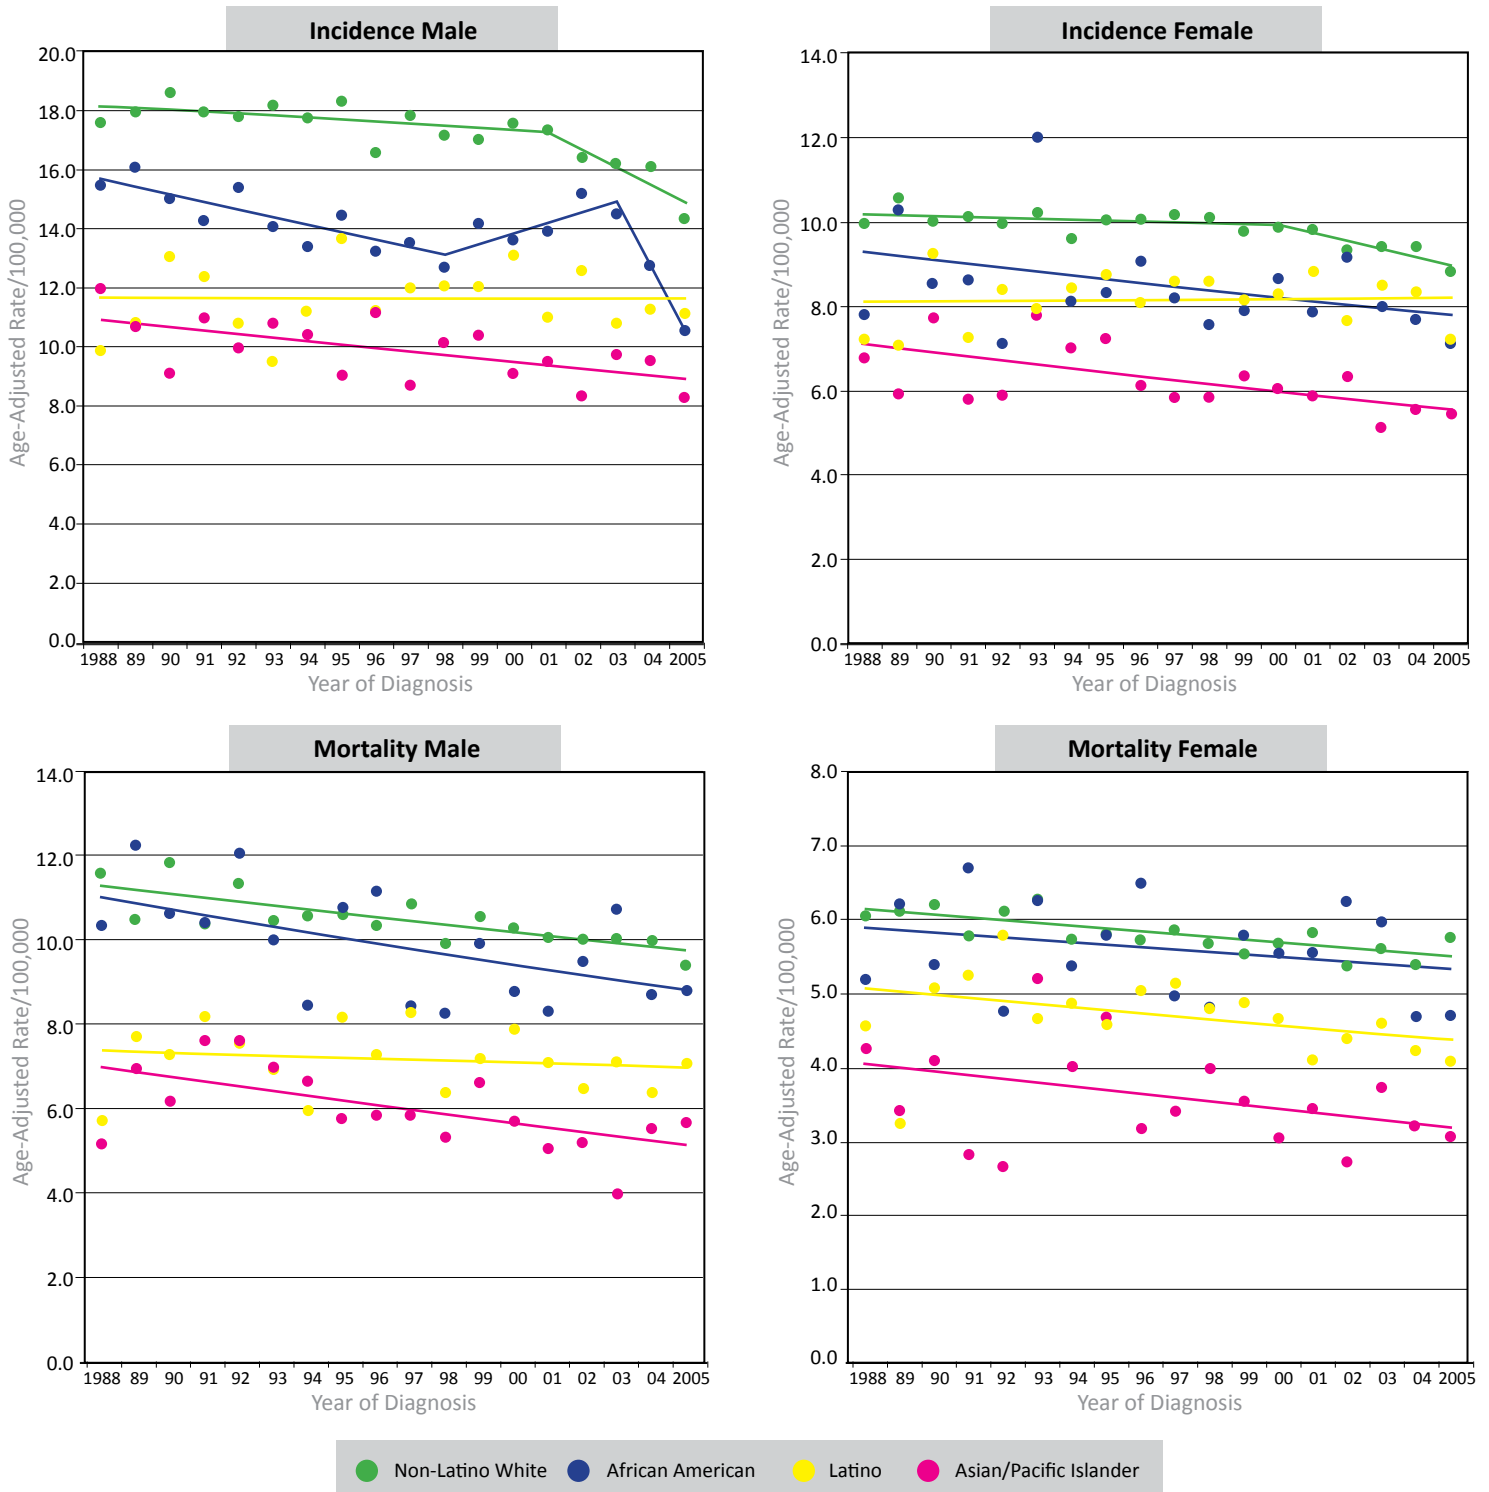 Incidence Male
Age-Adjusted Rate/100,000
20.0
18.0
16.0
14.0
12.0
10.0
8.0
6.0
4.0
2.0
0.0
1988 89 90 91 92 93 94 95 96 97 98 99 00 01 02 03 04 2005
Year of Diagnosis
Incidence Female
Age-Adjusted Rate/100,000
14.0
12.0
10.0
8.0
6.0
4.0
2.0
0.0
1988 89 90 91 92 93 94 95 96 97 98 99 00 01 02 03 04 2005
Year of Diagnosis
Mortality Male
Age-Adjusted Rate/100,000
14.0
12.0
10.0
8.0
6.0
4.0
2.0
0.0
1988 89 90 91 92 93 94 95 96 97 98 99 00 01 02 03 04 2005
Year of Diagnosis
Mortality Female
Age-Adjusted Rate/100,000
8.0
7.0
6.0
5.0
4.0
3.0
2.0
1.0
0.0
1988 89 90 91 92 93 94 95 96 97 98 99 00 01 02 03 04 2005
Year of Diagnosis
Non-Latino White African American Latino Asian/Pacific Islander